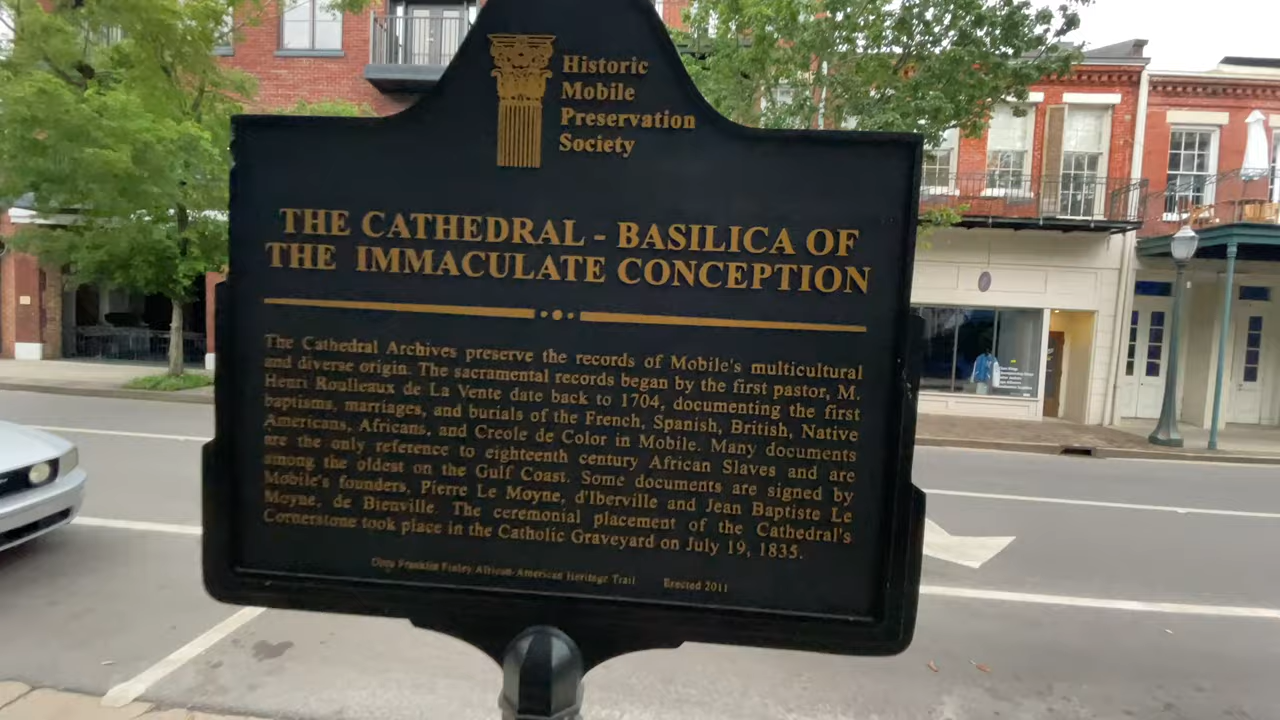 Historic
Mobile
Preservation
Society
THE CATHEDRAL - BASILICA OF
THE IMMACULATE CONCEPTION
The Cathedral Archives preserve the records of Mobile's multicultural
and diverse origin. The sacramental records began by the first pastor, M.
Henri Roulleaux de La Vente date back to 1704, documenting the first
baptisms, marriages, and burials of the French, Spanish, British, Native
Americans, Africans, and Creole de Color in Mobile. Many documents
are the only reference to eighteenth century African Slaves and are
among the oldest on the Gulf Coast. Some documents are signed by
Mobile's founders, Pierre Le Moyne, d'Iberville and Jean Baptiste Le
Moyne, de Bienville. The ceremonial placement of the Cathedral's
Cornerstone took place in the Catholic Graveyard on July 19, 1835.
Franklin Finley African-American Heritage Trail Erected 2011